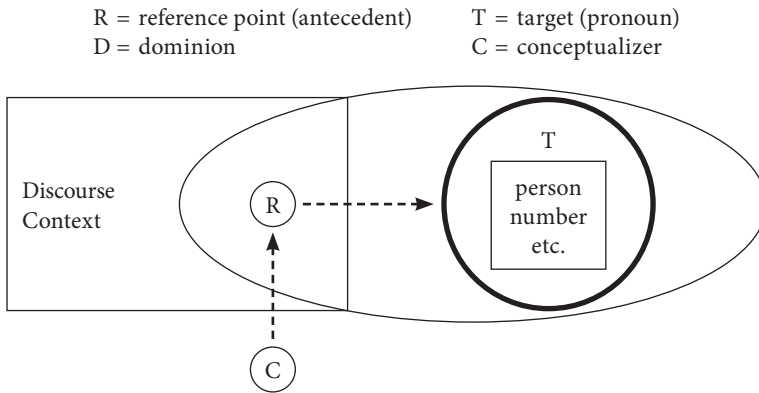 R = reference point (antecedent)
T = target (pronoun)
D = dominion
C = conceptualizer
T
Discourse
Context
R
person
number
etc.
C